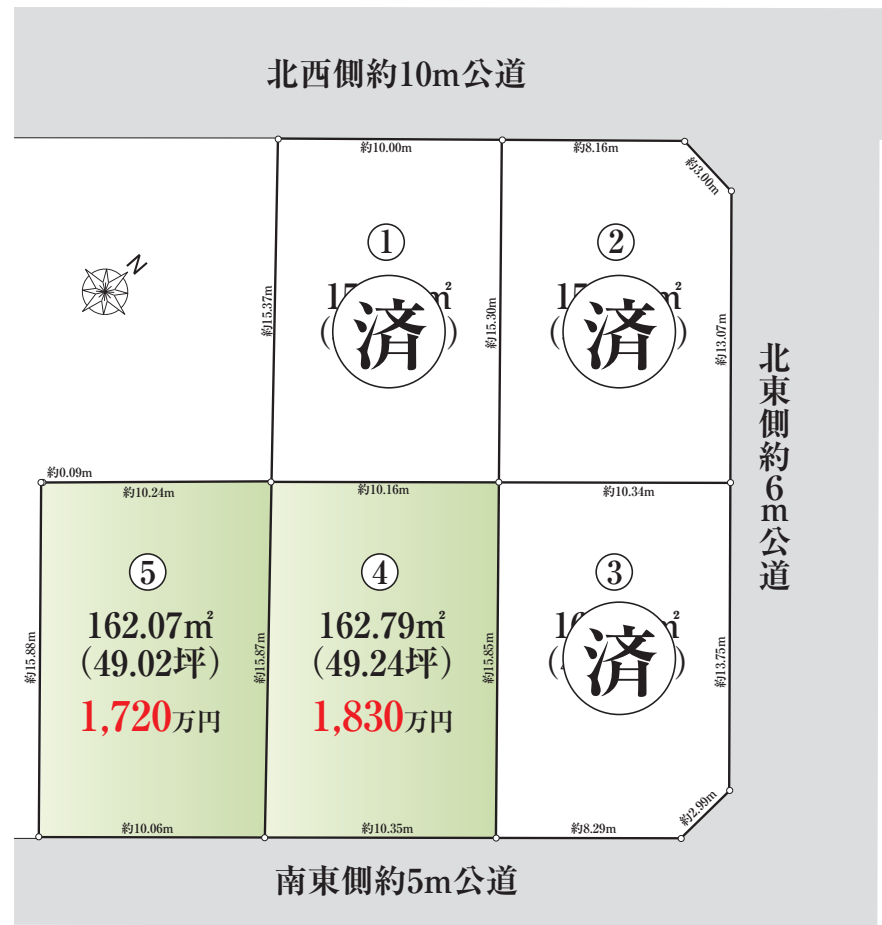 北西側約10m公道
約10.00m
約8.16m
約3.00m
①
②
済
済
約15.37m
約15.30m
約13.07m
N
北東側約6m公道
約0.09m
約10.24m
約10.16m
約10.34m
⑤
162.07㎡
(49.02坪)
1,720万円
④
162.79㎡
(49.24坪)
1,830万円
③
済
約15.88m
約15.87m
約15.85m
約13.75m
約2.99m
約10.06m
約10.35m
約8.29m
南東側約5m公道